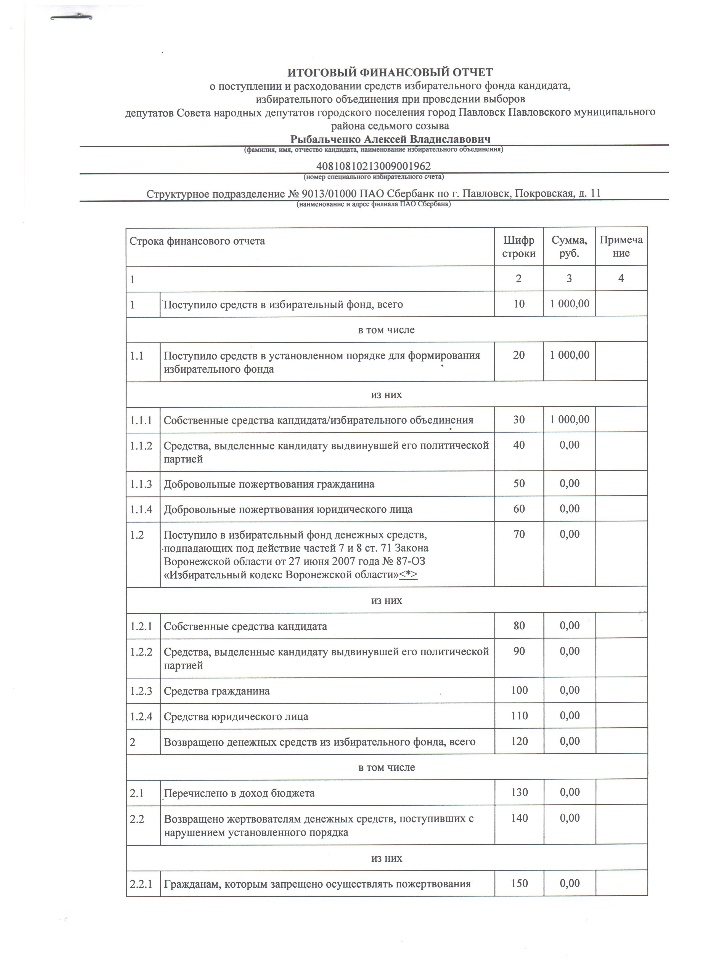 ИТОГОВЫЙ ФИНАНСОВЫЙ ОТЧЕТ
о поступлении и расходовании средств избирательного фонда кандидата,
избирательного объединения при проведении выборов
депутатов Совета народных депутатов городского поселения город Павловск Павловского муниципального
района седьмого созыва
Рыбальченко Алексей Владиславович
(фамилия, имя, отчество кандидата, наименование избирательного объединения)
40810810213009001962
(номер специального избирательного счета)
Структурное подразделение № 9013/01000 ПАО Сбербанк по г. Павловск, Покровская, д. 11
(наименование и адрес филиала ПАО Сбербанка)
Строка финансового отчета Шифр Сумма, Примеча
строки руб. ние
1 2 3 4
1 Поступило средств в избирательный фонд, всего 10 1 000,00
в том числе
1.1 Поступило средств в установленном порядке для формирования 20 1 000,00
избирательного фонда
из них
1.1.1 Собственные средства кандидата/избирательного объединения 30 1 000,00
1.1.2 Средства, выделенные кандидату выдвинувшей его политической 40 0,00
партией
1.1.3 Добровольные пожертвования гражданина 50 0,00
1.1.4 Добровольные пожертвования юридического лица 60 0,00
1.2 Поступило в избирательный фонд денежных средств, 70 0,00
подпадающих под действие частей 7 и 8 ст. 71 Закона
Воронежской области от 27 июня 2007 года № 87-ОЗ
«Избирательный кодекс Воронежской области»<*>
из них
1.2.1 Собственные средства кандидата 80 0,00
1.2.2 Средства, выделенные кандидату выдвинувшей его политической 90 0,00
партией
1.2.3 Средства гражданина 100 0,00
1.2.4 Средства юридического лица 110 0,00
2 Возвращено денежных средств из избирательного фонда, всего 120 0,00
в том числе
2.1 Перечислено в доход бюджета 130 0,00
2.2 Возвращено жертвователям денежных средств, поступивших с 140 0,00
нарушением установленного порядка
из них
2.2.1 Гражданам, которым запрещено осуществлять пожертвования 150 0,00